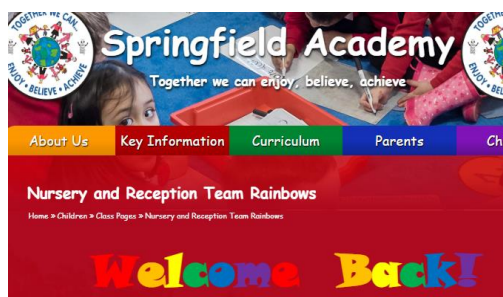 TOGETHER WE CAN...
ENJOY • BELIEVE • ACHIEVE
Springfield Academy
Together we can enjoy, believe, achieve
About Us
Key Information
Curriculum
Parents
Ch
Nursery and Reception Team Rainbows
Home » Children » Class Pages » Nursery and Reception Team Rainbows
Welcome Back!